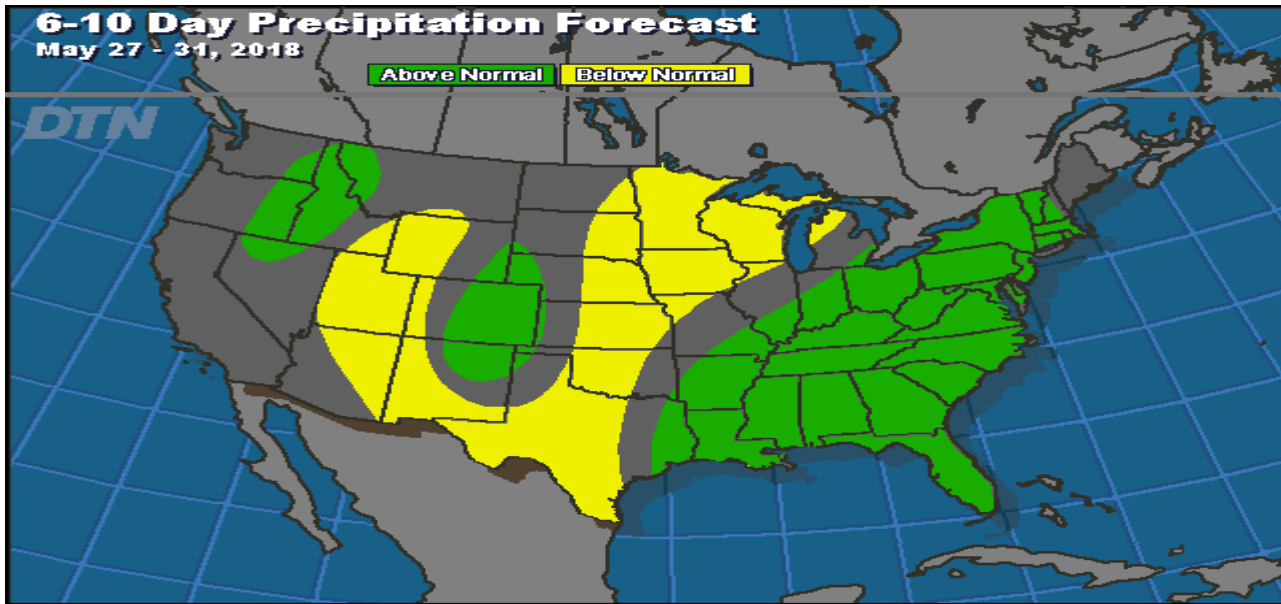 6-10 Day Precipitation Forecast
May 27 - 31, 2018
Above Normal Below Normal
DTN